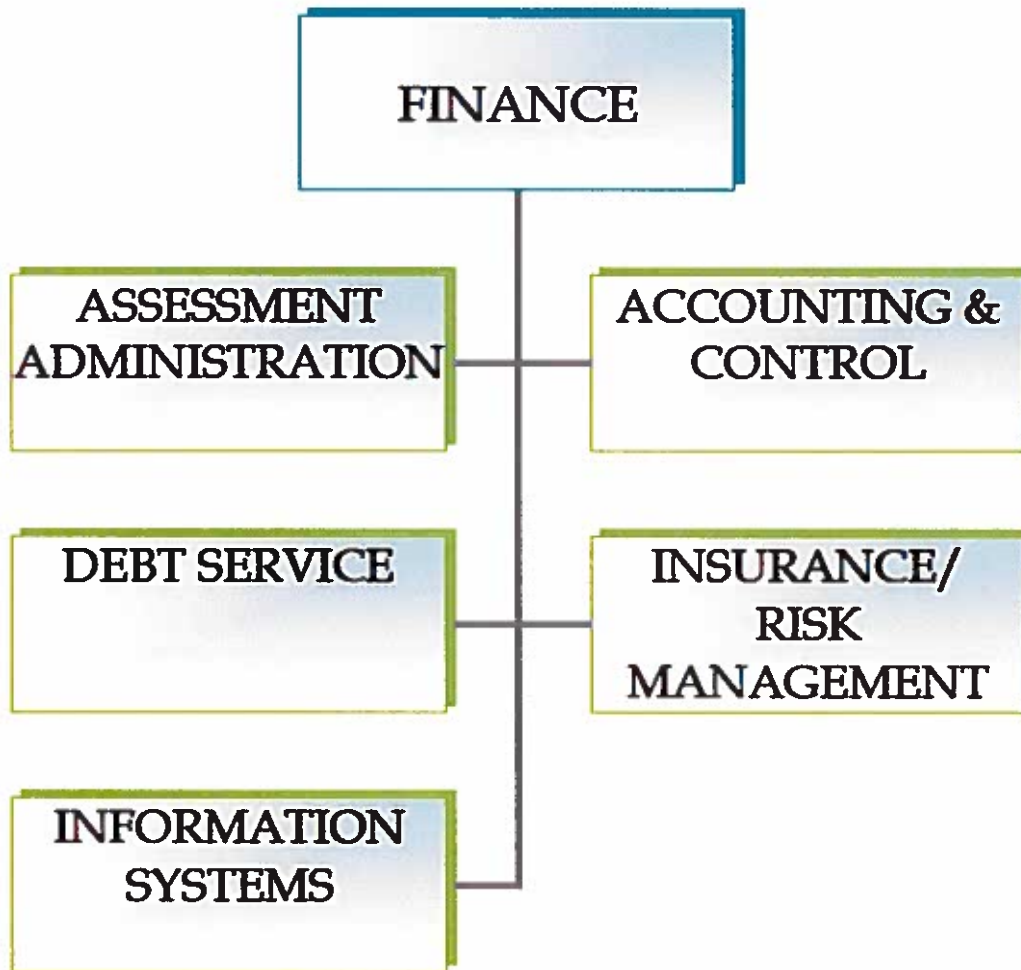 FINANCE
ASSESSMENT
ADMINISTRATION
ACCOUNTING &
CONTROL
DEBT SERVICE
INSURANCE/
RISK
MANAGEMENT
INFORMATION
SYSTEMS